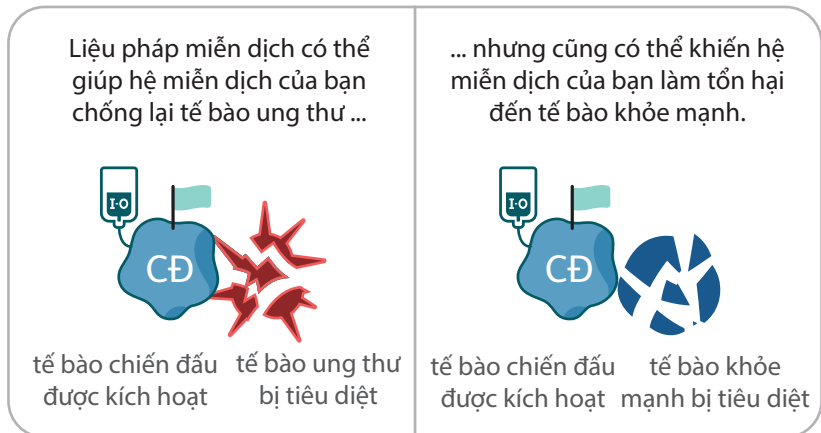 Liệu pháp miễn dịch có thể
giúp hệ miễn dịch của bạn
chống lại tế bào ung thư ...
I-O
CĐ
tế bào chiến đấu
được kích hoạt
tế bào ung thư
bị tiêu diệt
... nhưng cũng có thể khiến hệ
miễn dịch của bạn làm tổn hại
đến tế bào khỏe mạnh.
I-O
CĐ
tế bào chiến đấu
được kích hoạt
tế bào khỏe
mạnh bị tiêu diệt